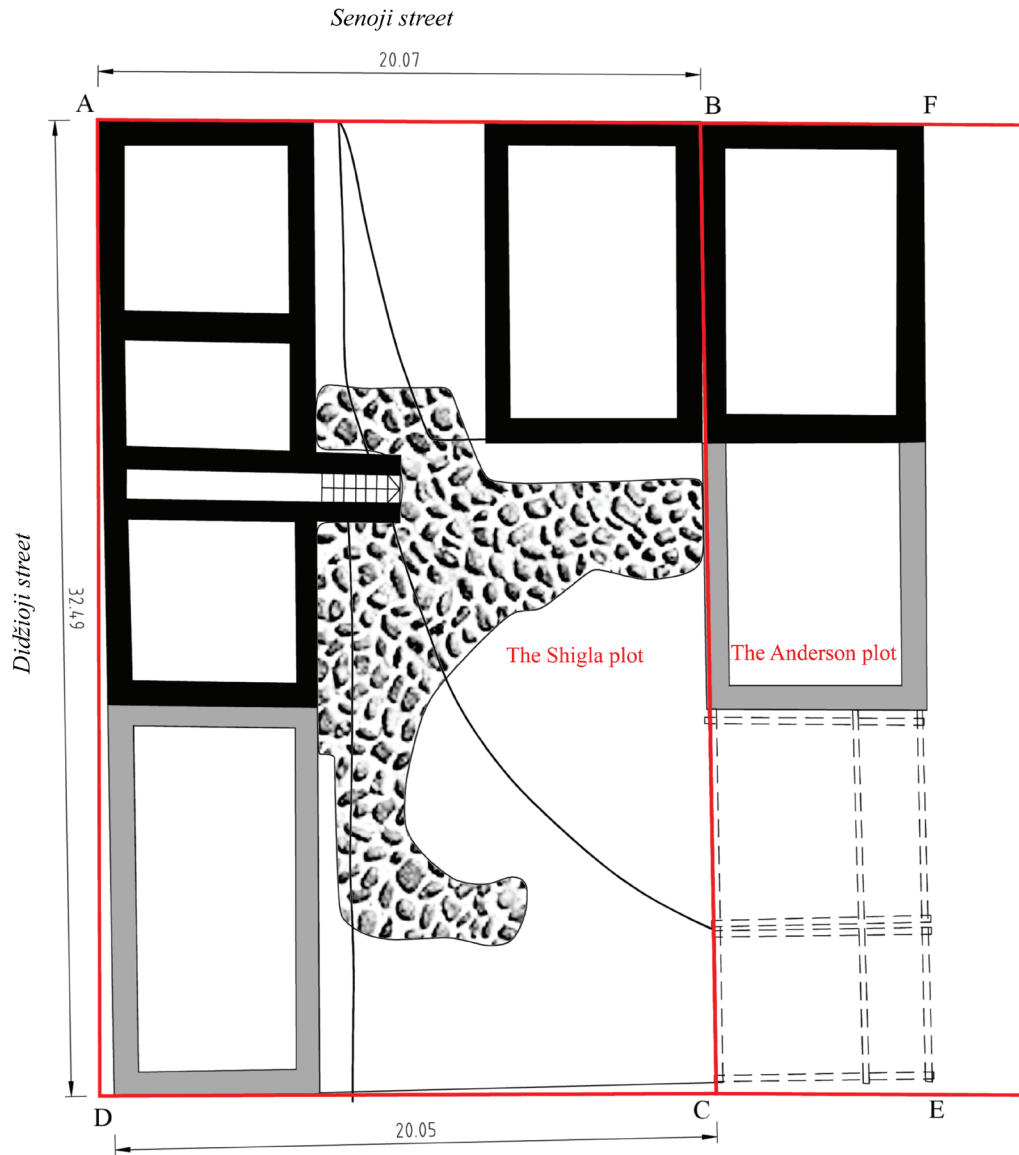 Senoji street
20.07
A
B
F
Didžioji street
32.49
The Shigla plot
The Anderson plot
D
C
E
20.05